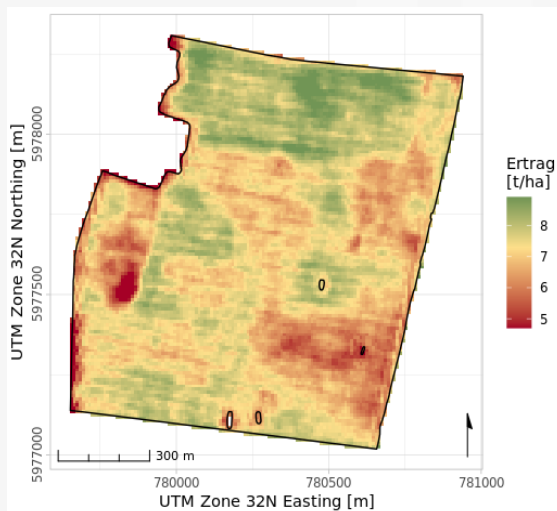 Ertrag
[t/ha]
8
7
6
5
UTM Zone 32N Northing [m]
5978000
5977500
5977000
300 m
780000
780500
781000
UTM Zone 32N Easting [m]